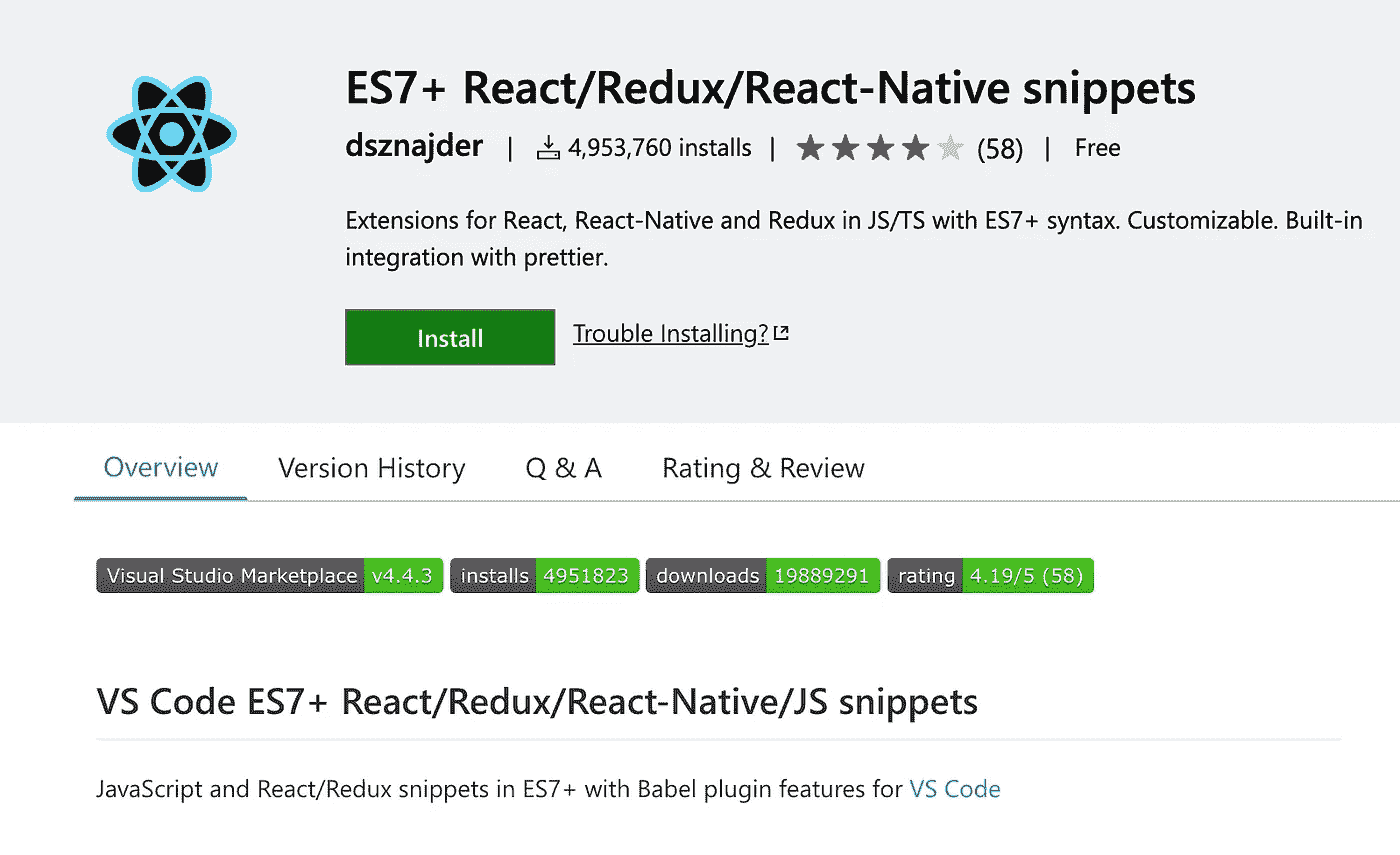 ES7+ React/Redux/React-Native snippets
dsznajder | 4,953,760 installs | (58) | Free
Extensions for React, React-Native and Redux in JS/TS with ES7+ syntax. Customizable. Built-in
integration with prettier.
Install Trouble Installing?
Overview Version History Q & A Rating & Review
Visual Studio Marketplace v4.4.3 installs 4951823 downloads 19889291 rating 4.19/5 (58)
VS Code ES7+ React/Redux/React-Native/JS snippets
JavaScript and React/Redux snippets in ES7+ with Babel plugin features for VS Code